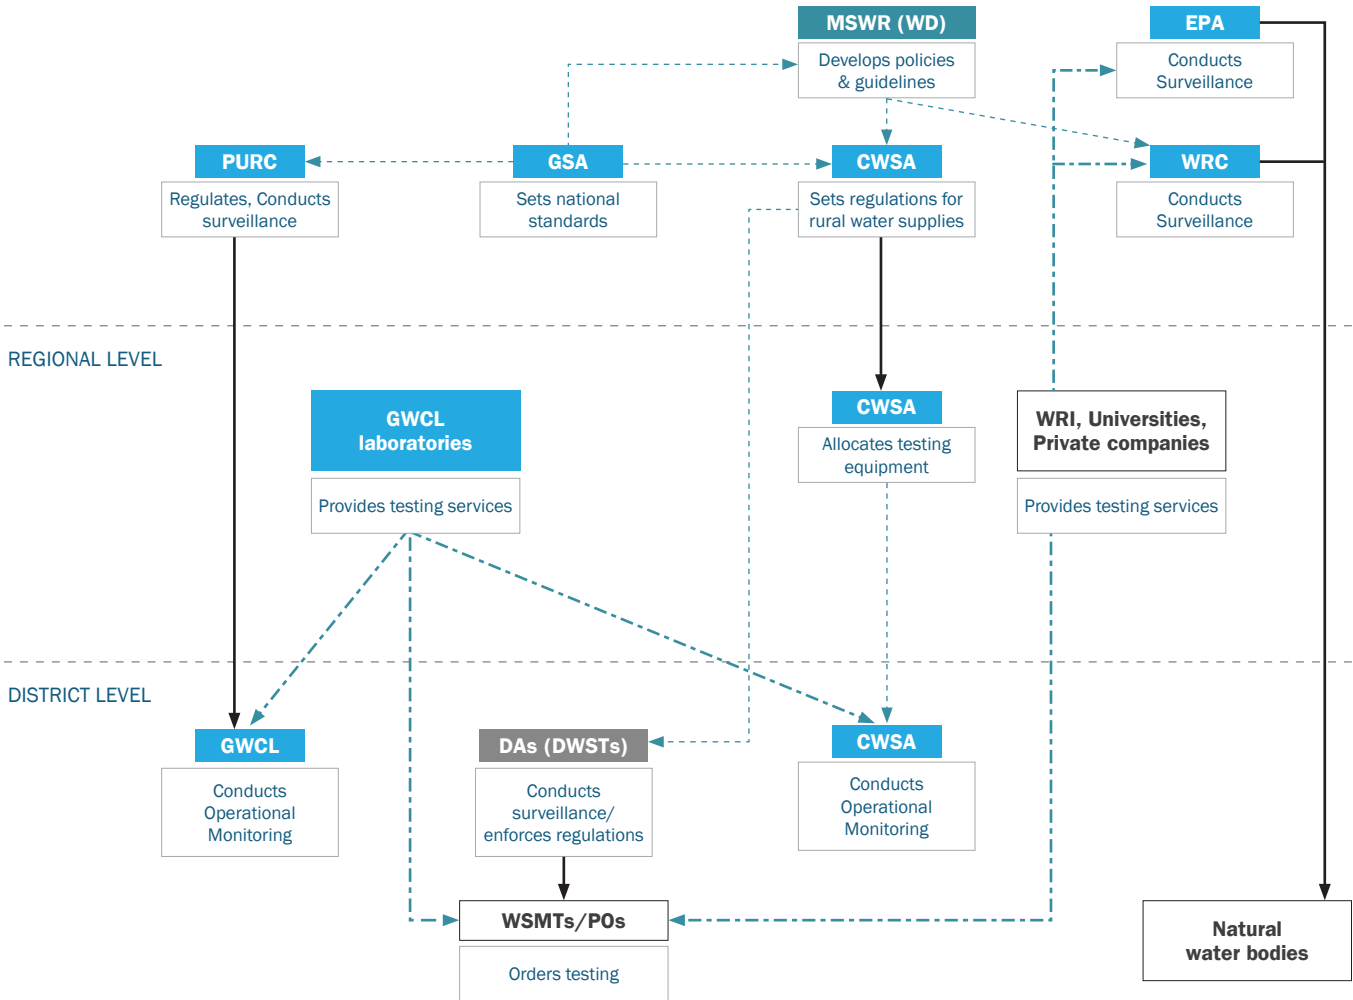 MSWR (WD)
Develops policies
& guidelines
EPA
Conducts
Surveillance
PURC
Regulates, Conducts
surveillance
GSA
Sets national
standards
CWSA
Sets regulations for
rural water supplies
WRC
Conducts
Surveillance
REGIONAL LEVEL
GWCL
laboratories
Provides testing services
CWSA
Allocates testing
equipment
WRI, Universities,
Private companies
Provides testing services
DISTRICT LEVEL
GWCL
Conducts
Operational
Monitoring
DAs (DWSTs)
Conducts
surveillance/
enforces regulations
CWSA
Conducts
Operational
Monitoring
WSMTs/POs
Orders testing
Natural
water bodies